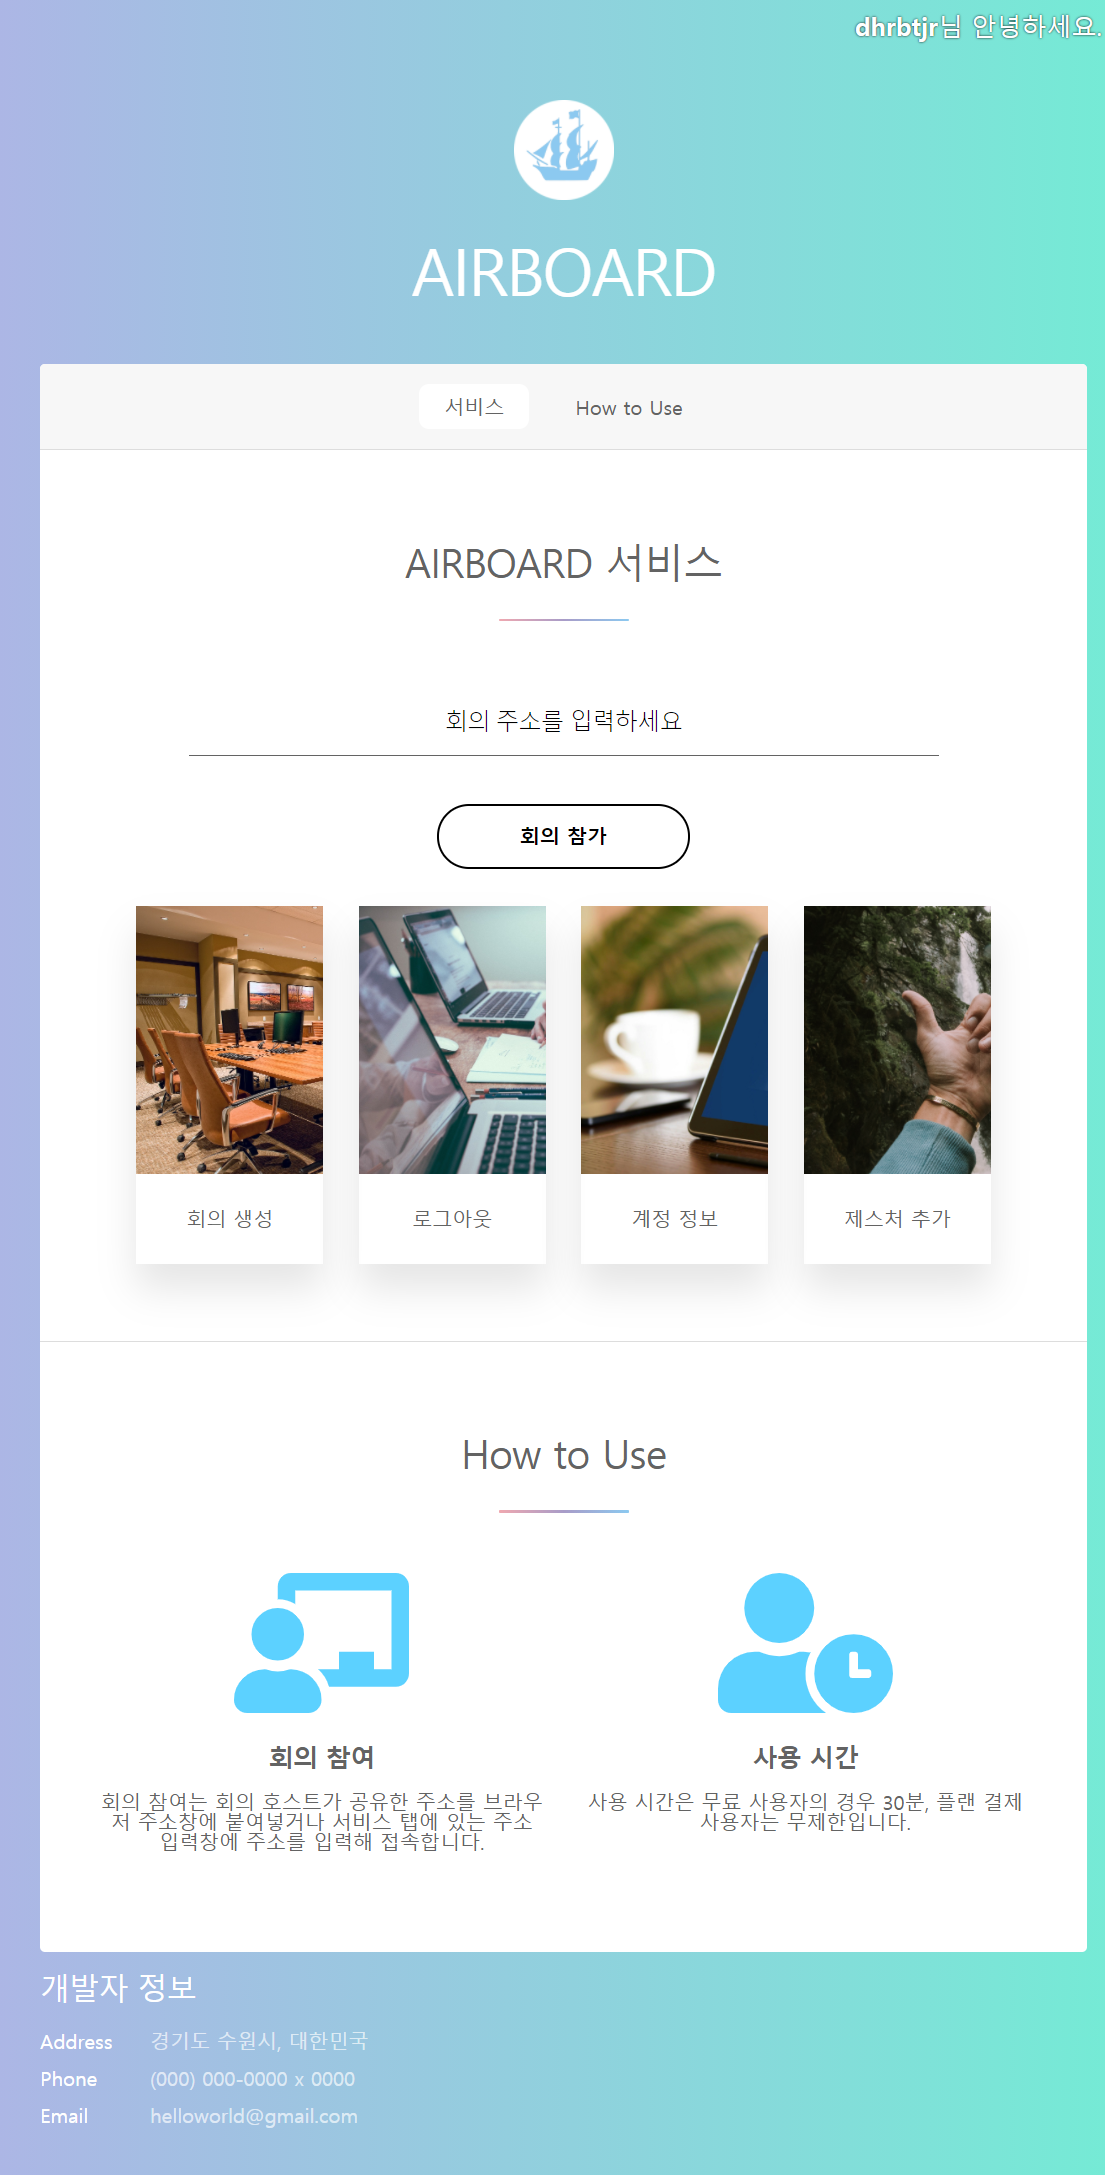 dhrbtjr님 안녕하세요.
AIRBOARD
서비스
How to Use
AIRBOARD 서비스
회의 주소를 입력하세요
회의 참가
회의 생성
로그아웃
계정 정보
제스처 추가
How to Use
회의 참여
회의 참여는 회의 호스트가 공유한 주소를 브라우
저 주소창에 붙여넣거나 서비스 탭에 있는 주소
입력창에 주소를 입력해 접속합니다.
사용 시간
사용 시간은 무료 사용자의 경우 30분, 플랜 결제
사용자는 무제한입니다.
개발자 정보
Address 경기도 수원시, 대한민국
Phone (000) 000-0000 x 0000
Email helloworld@gmail.com